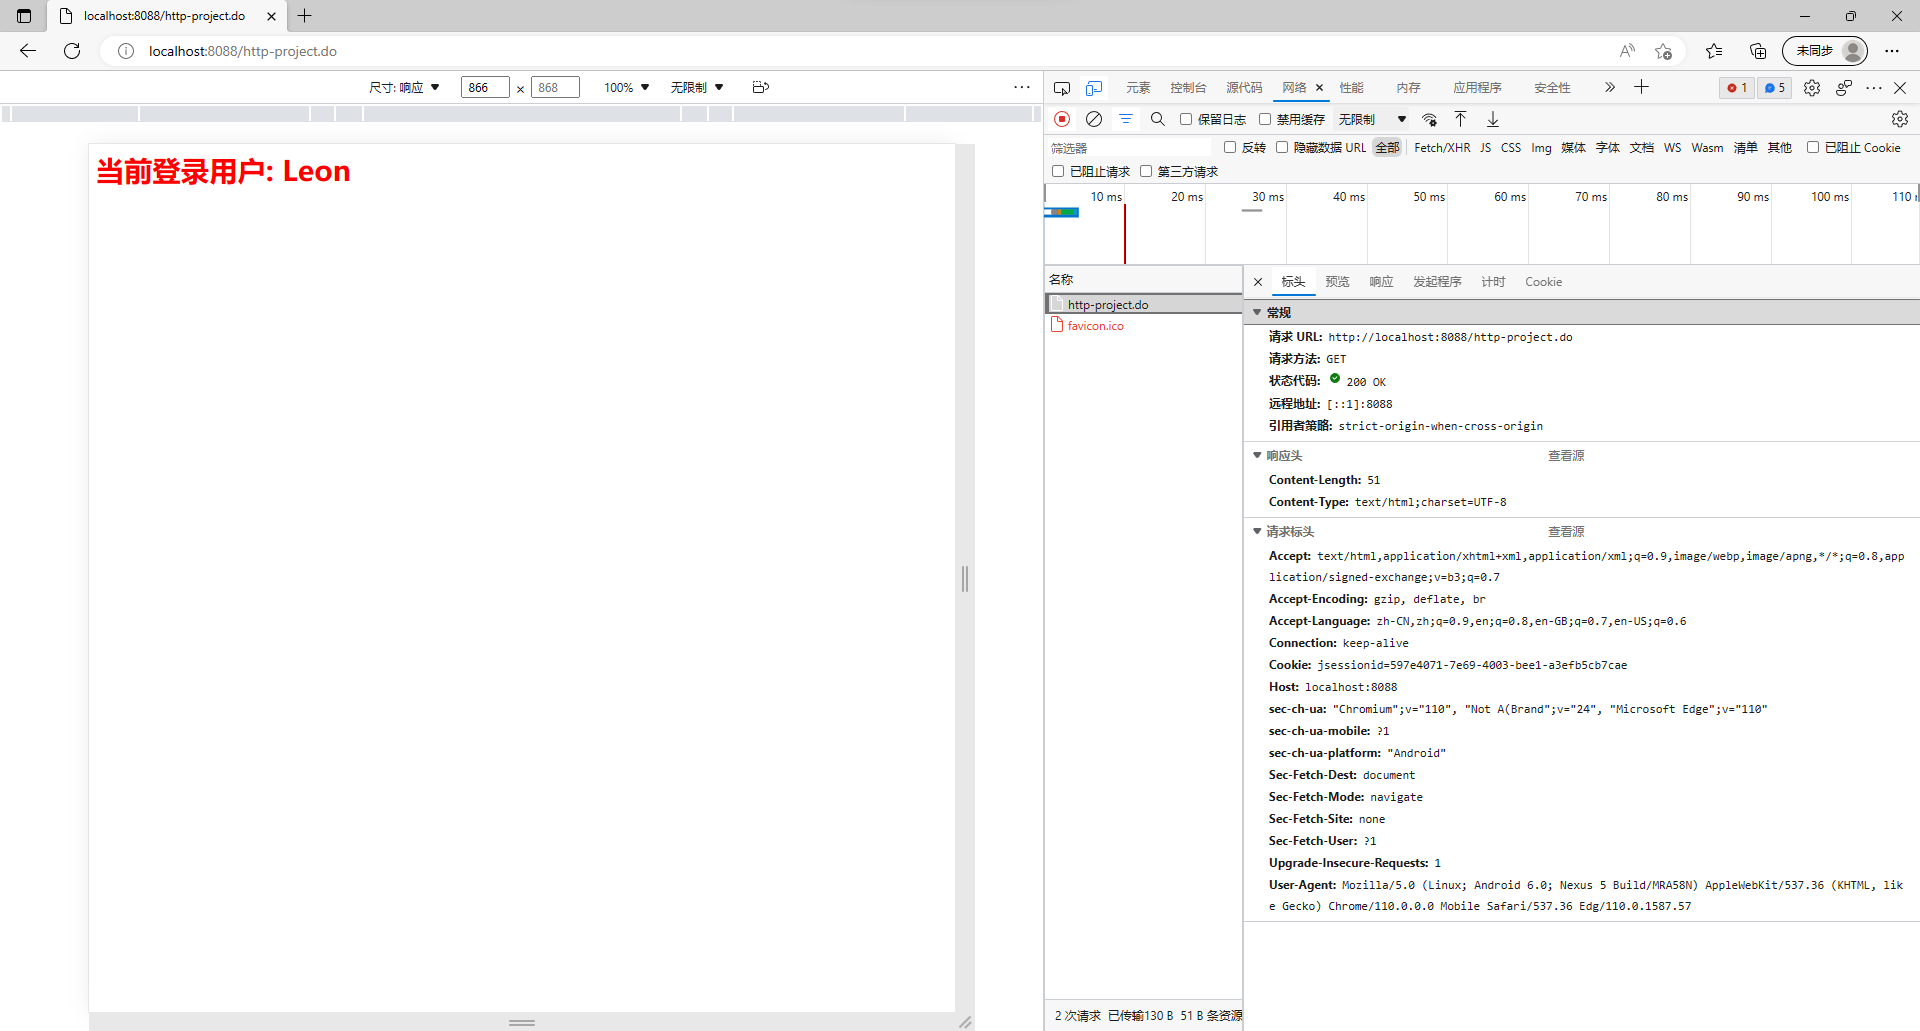 localhost:8088/http-project.do
localhost:8088/http-project.do
未同步
尺寸: 响应 866 × 868 100% 无限制
当前登录用户: Leon
元素 控制台 源代码 网络 性能 内存 应用程序 安全性 1 5
保留日志 禁用缓存 无限制
筛选器 反转 隐藏数据 URL 全部 Fetch/XHR JS CSS Img 媒体 字体 文档 WS Wasm 清单 其他 已阻止 Cookie
已阻止请求 第三方请求
10 ms 20 ms 30 ms 40 ms 50 ms 60 ms 70 ms 80 ms 90 ms 100 ms 110
名称
http-project.do
favicon.ico
标头 预览 响应 发起程序 计时 Cookie
常规
请求 URL: http://localhost:8088/http-project.do
请求方法: GET
状态代码: 200 OK
远程地址: [::1]:8088
引用者策略: strict-origin-when-cross-origin
响应头 查看源
Content-Length: 51
Content-Type: text/html;charset=UTF-8
请求标头 查看源
Accept: text/html,application/xhtml+xml,application/xml;q=0.9,image/webp,image/apng,*/*;q=0.8,app
lication/signed-exchange;v=b3;q=0.7
Accept-Encoding: gzip, deflate, br
Accept-Language: zh-CN,zh;q=0.9,en;q=0.8,en-GB;q=0.7,en-US;q=0.6
Connection: keep-alive
Cookie: jsessionid=597e4071-7e69-4003-bee1-a3efb5cb7cae
Host: localhost:8088
sec-ch-ua: "Chromium";v="110", "Not A(Brand";v="24", "Microsoft Edge";v="110"
sec-ch-ua-mobile: ?1
sec-ch-ua-platform: "Android"
Sec-Fetch-Dest: document
Sec-Fetch-Mode: navigate
Sec-Fetch-Site: none
Sec-Fetch-User: ?1
Upgrade-Insecure-Requests: 1
User-Agent: Mozilla/5.0 (Linux; Android 6.0; Nexus 5 Build/MRA58N) AppleWebKit/537.36 (KHTML, lik
e Gecko) Chrome/110.0.0.0 Mobile Safari/537.36 Edg/110.0.1587.57
2 次请求 已传输130 B 51 B 条资源